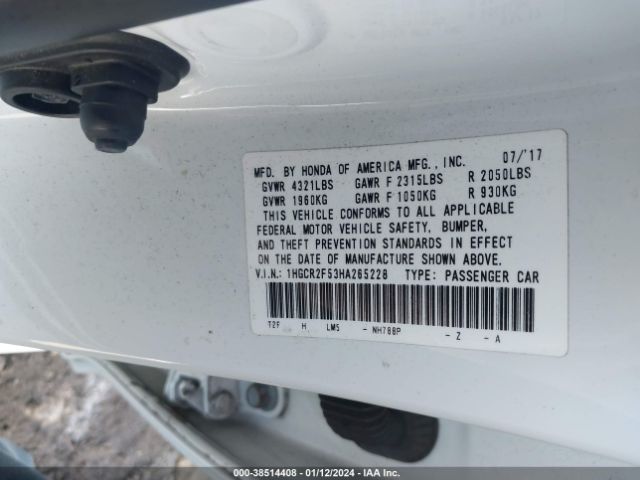 MFD. BY HONDA OF AMERICA MFG., INC. 07/'17
GVWR 4321LBS GAWR F 2315LBS R 2050LBS
GVWR 1960KG GAWR F 1050KG R 930KG
THIS VEHICLE CONFORMS TO ALL APPLICABLE
FEDERAL MOTOR VEHICLE SAFETY, BUMPER,
AND THEFT PREVENTION STANDARDS IN EFFECT
ON THE DATE OF MANUFACTURE SHOWN ABOVE.
V.I.N.: 1HGCR2F53HA265228 TYPE: PASSENGER CAR
T2F H LM5 - NH788P - Z - A
000-38514408 - 01/12/2024 - IAA Inc.